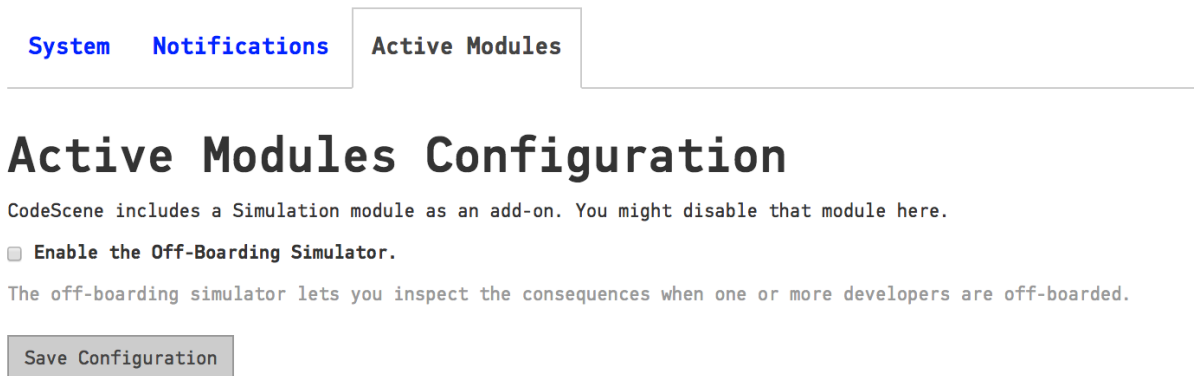 System Notifications Active Modules
Active Modules Configuration
CodeScene includes a Simulation module as an add-on. You might disable that module here.
Enable the Off-Boarding Simulator.
The off-boarding simulator lets you inspect the consequences when one or more developers are off-boarded.
Save Configuration